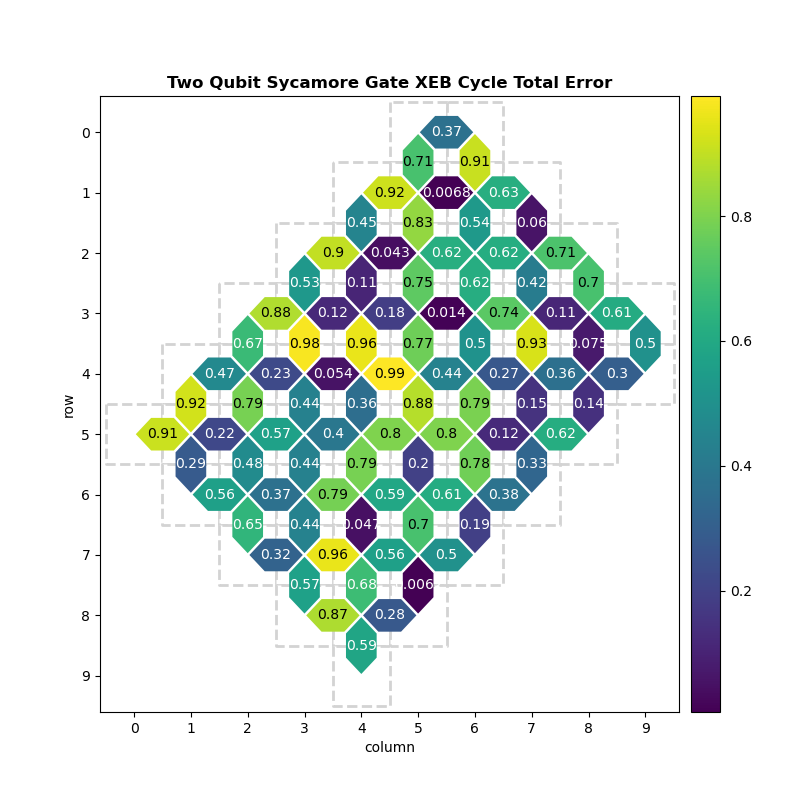 Two Qubit Sycamore Gate XEB Cycle Total Error
0
0.37
0.71 0.91
1
0.92 0.0068 0.63
0.45 0.83 0.54 0.06
0.8
2
0.9 0.043 0.62 0.62 0.71
0.53 0.11 0.75 0.62 0.42 0.7
3
0.88 0.12 0.18 0.014 0.74 0.11 0.61
0.67 0.98 0.96 0.77 0.5 0.93 0.075 0.5
0.6
4
0.47 0.23 0.054 0.99 0.44 0.27 0.36 0.3
0.92 0.79 0.44 0.36 0.88 0.79 0.15 0.14
row
5
0.91 0.22 0.57 0.4 0.8 0.8 0.12 0.62
0.29 0.48 0.44 0.79 0.2 0.78 0.33
0.4
6
0.56 0.37 0.79 0.59 0.61 0.38
0.65 0.44 0.047 0.7 0.19
7
0.32 0.96 0.56 0.5
0.57 0.68 .006
0.2
8
0.87 0.28
0.59
9
0 1 2 3 4 5 6 7 8 9
column